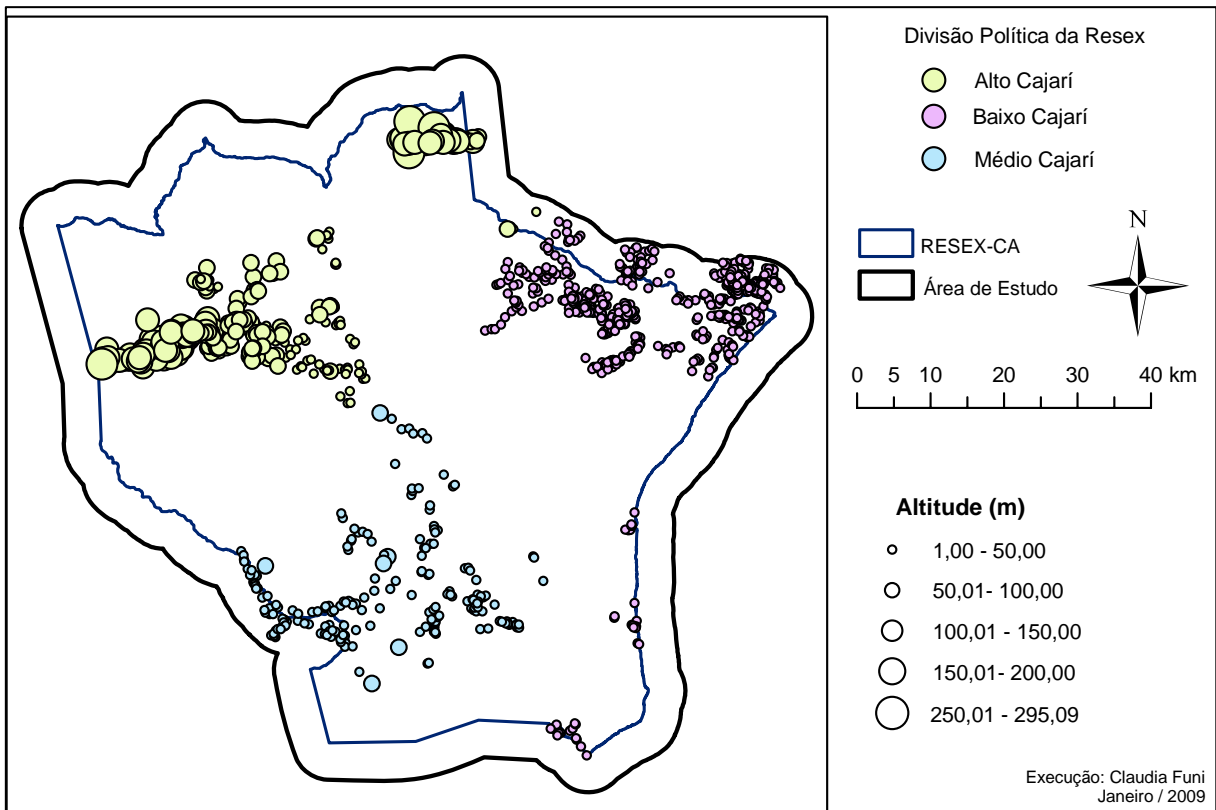 Divisão Política da Resex
Alto Cajarí
Baixo Cajarí
Médio Cajarí
RESEX-CA
Área de Estudo
N
0 5 10 20 30 40 km
Altitude (m)
1,00 - 50,00
50,01- 100,00
100,01 - 150,00
150,01- 200,00
250,01 - 295,09
Execução: Claudia Funi
Janeiro / 2009